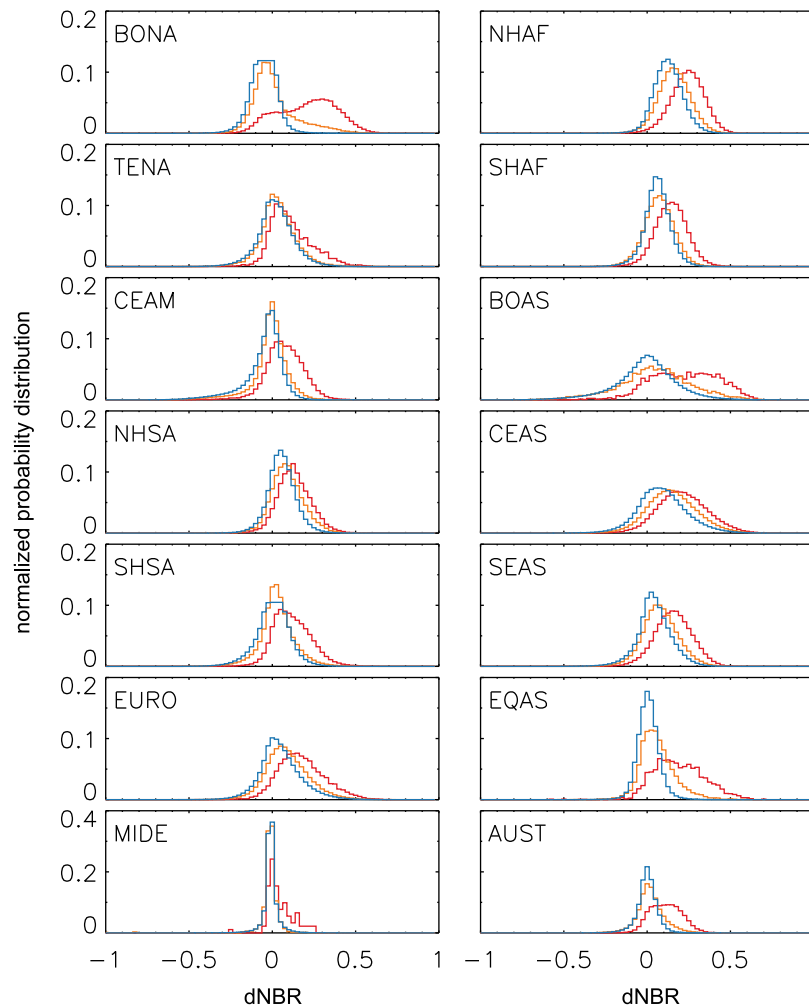 normalized probability distribution
BONA
0.2
0.1
0
TENA
0.2
0.1
0
CEAM
0.2
0.1
0
NHSA
0.2
0.1
0
SHSA
0.2
0.1
0
EURO
0.2
0.1
0
MIDE
0.4
0.2
0
−1 −0.5 0 0.5 1
dNBR
NHAF
SHAF
BOAS
CEAS
SEAS
EQAS
AUST
−1 −0.5 0 0.5
dNBR